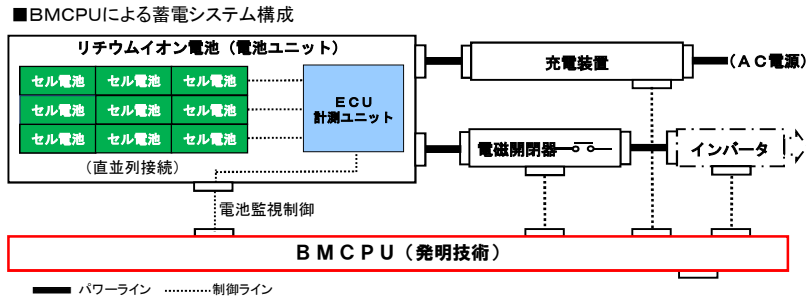 ■BMCPUによる蓄電システム構成
リチウムイオン電池（電池ユニット）
セル電池 セル電池 セル電池
セル電池 セル電池 セル電池
セル電池 セル電池 セル電池
（直並列接続）
ＥＣＵ
計測ユニット
充電装置
（ＡＣ電源）
電磁開閉器
インバータ
電池監視制御
ＢＭＣＰＵ（発明技術）
パワーライン
制御ライン